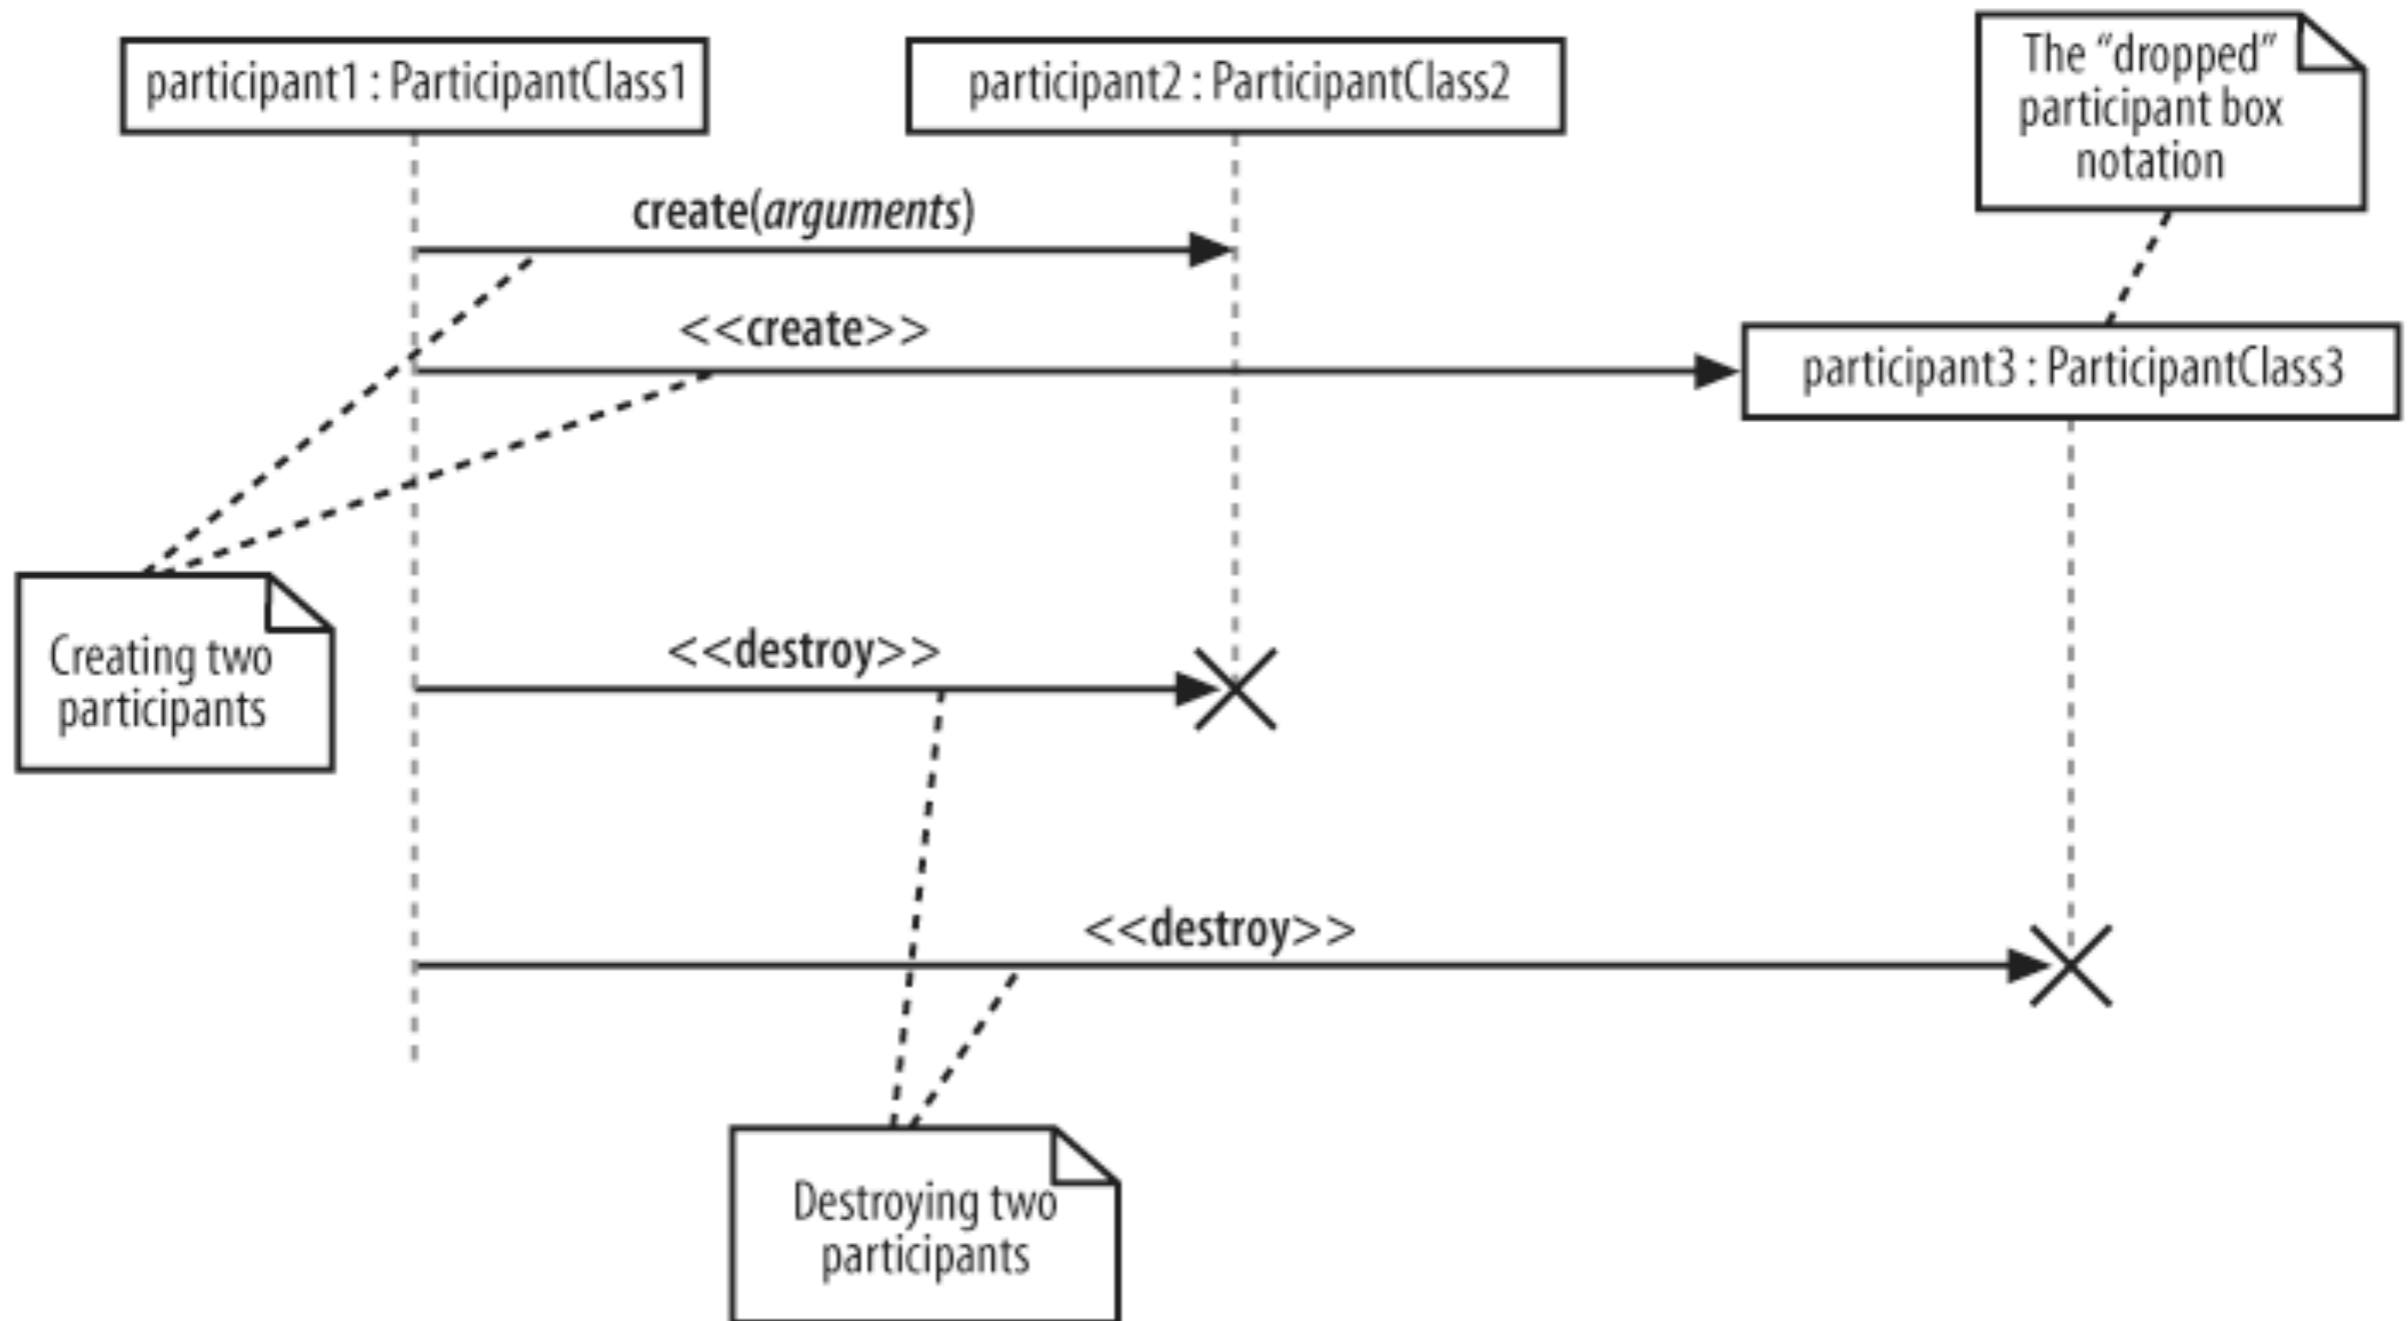 participant1 : ParticipantClass1
participant2 : ParticipantClass2
The “dropped”
participant box
notation
create(arguments)
<<create>>
participant3 : ParticipantClass3
Creating two
participants
<<destroy>>
<<destroy>>
Destroying two
participants